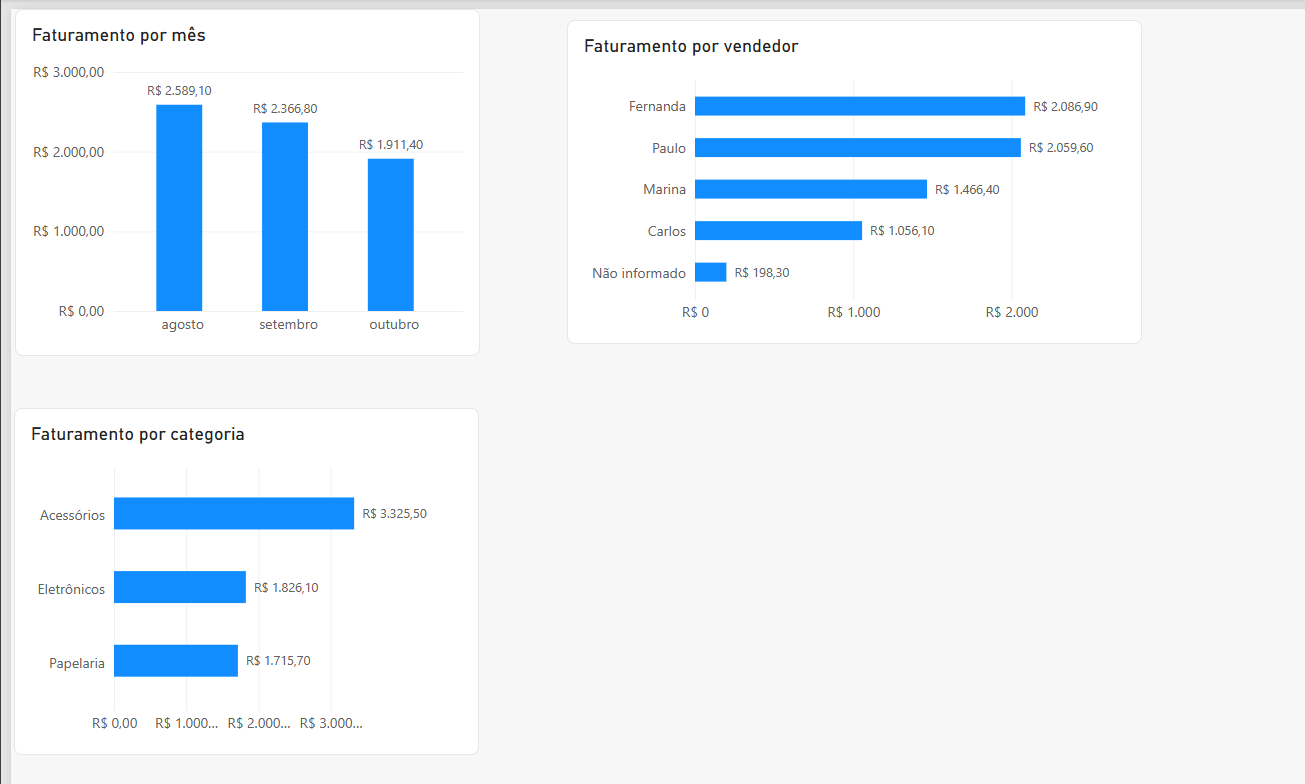 Faturamento por mês
R$ 3.000,00
R$ 2.589,10
R$ 2.366,80
R$ 1.911,40
R$ 2.000,00
R$ 1.000,00
R$ 0,00
agosto setembro outubro
Faturamento por vendedor
Fernanda R$ 2.086,90
Paulo R$ 2.059,60
Marina R$ 1.466,40
Carlos R$ 1.056,10
Não informado R$ 198,30
R$ 0 R$ 1.000 R$ 2.000
Faturamento por categoria
Acessórios R$ 3.325,50
Eletrônicos R$ 1.826,10
Papelaria R$ 1.715,70
R$ 0,00 R$ 1.000... R$ 2.000... R$ 3.000...